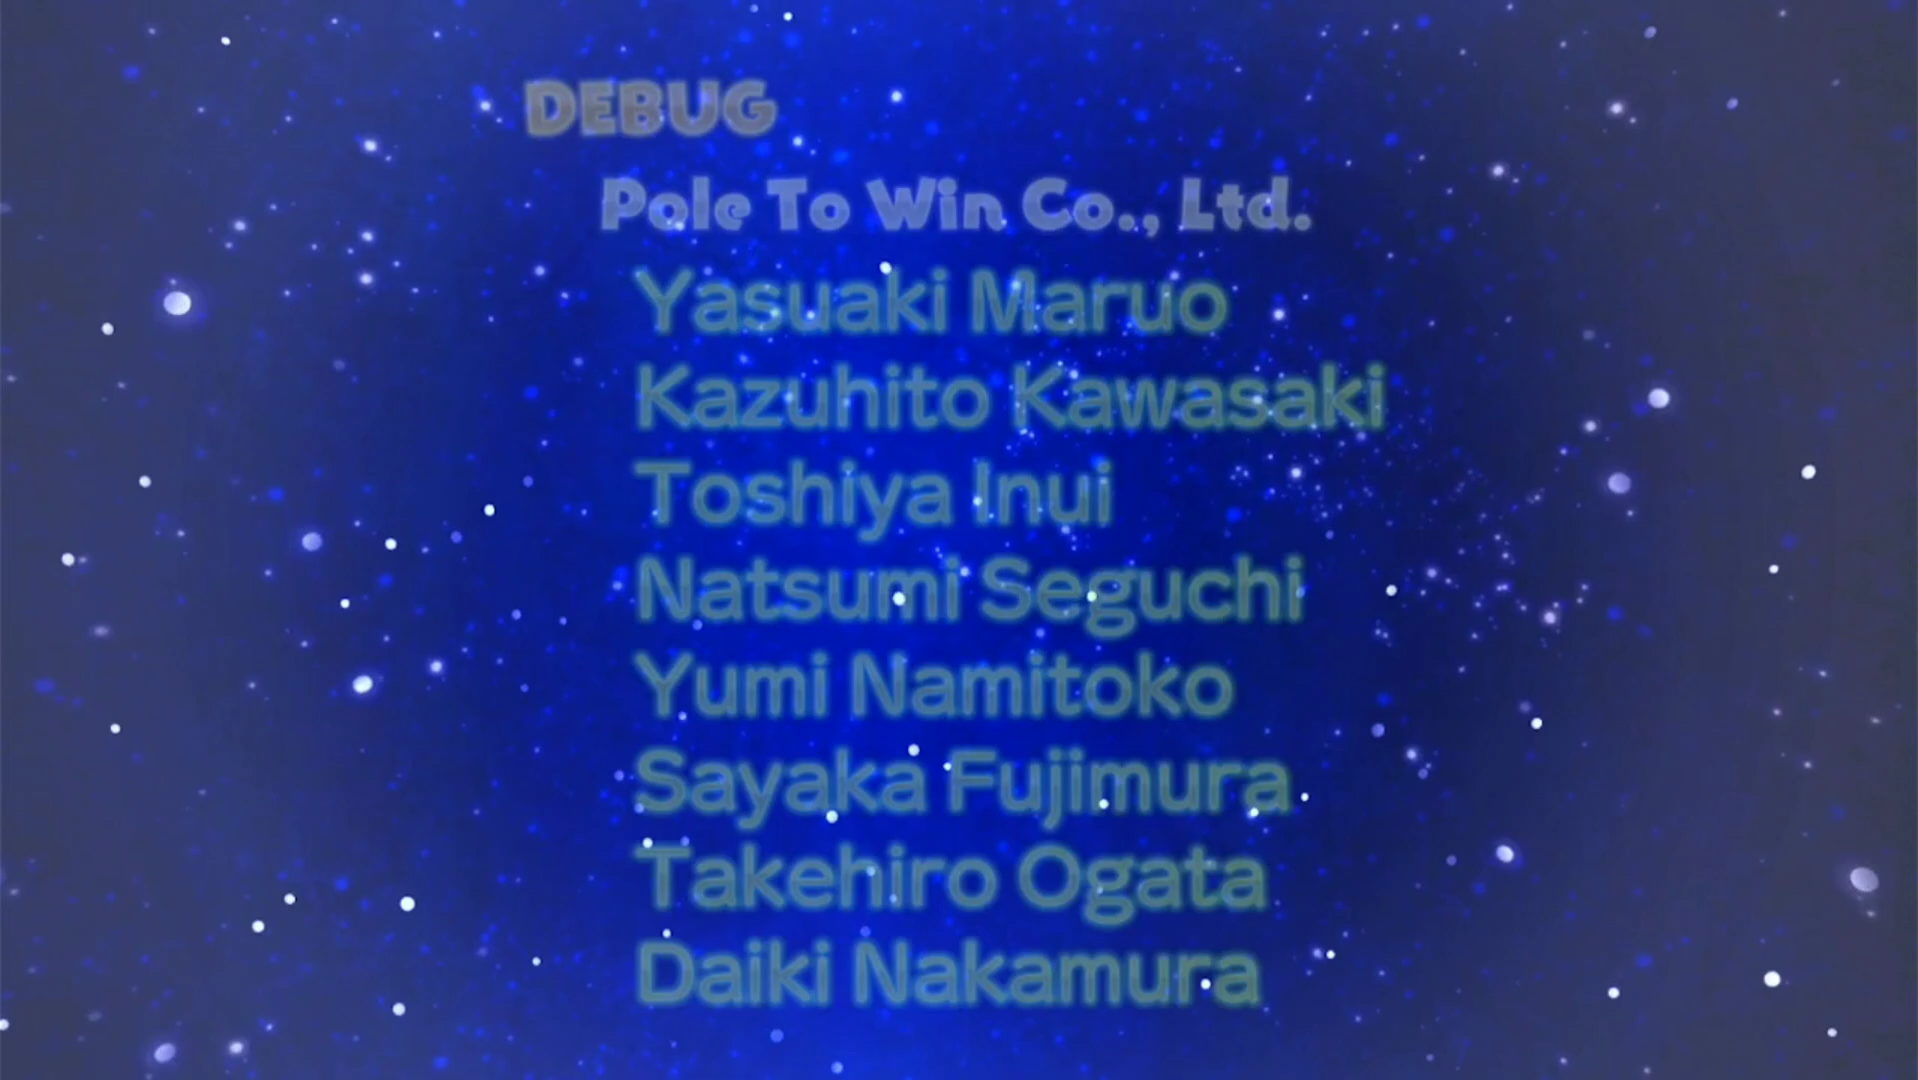 DEBUG
Pole To Win Co., Ltd.
Yasuaki Maruo
Kazuhito Kawasaki
Toshiya Inui
Natsumi Seguchi
Yumi Namitoko
Sayaka Fujimura
Takehiro Ogata
Daiki Nakamura